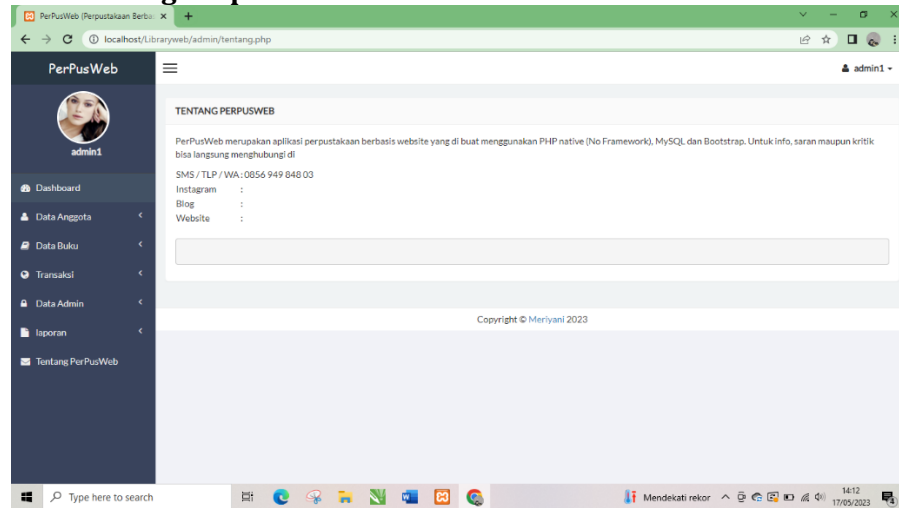 PerPusWeb (Perpustakaan Berba
localhost/Libraryweb/admin/tentang.php
PerPusWeb
admin1
admin1
Dashboard
Data Anggota
Data Buku
Transaksi
Data Admin
laporan
Tentang PerPusWeb
TENTANG PERPUSWEB
PerPusWeb merupakan aplikasi perpustakaan berbasis website yang di buat menggunakan PHP native (No Framework), MySQL dan Bootstrap. Untuk info, saran maupun kritik
bisa langsung menghubungi di
SMS / TLP / WA : 0856 949 848 03
Instagram :
Blog :
Website :
Copyright © Meriyani 2023
Type here to search
Mendekati rekor
14:12
17/05/2023
4